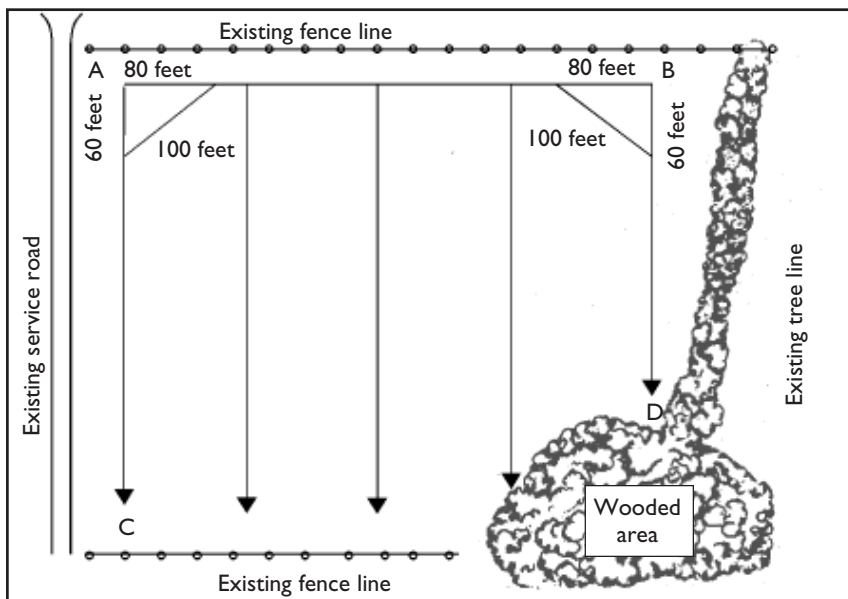 Existing fence line
A
80 feet
80 feet
B
60 feet
100 feet
100 feet
60 feet
Existing service road
Existing tree line
D
C
Wooded
area
Existing fence line